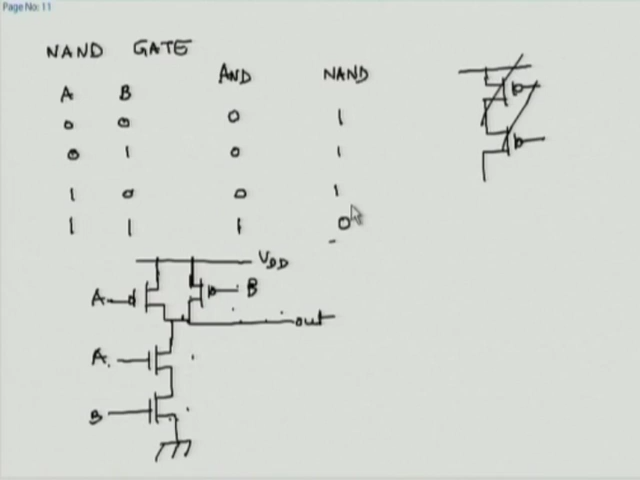 Page No: 11
NAND GATE
A B AND NAND
0 0 0 1
0 1 0 1
1 0 0 1
1 1 1 0
VDD
A B
out
A
B